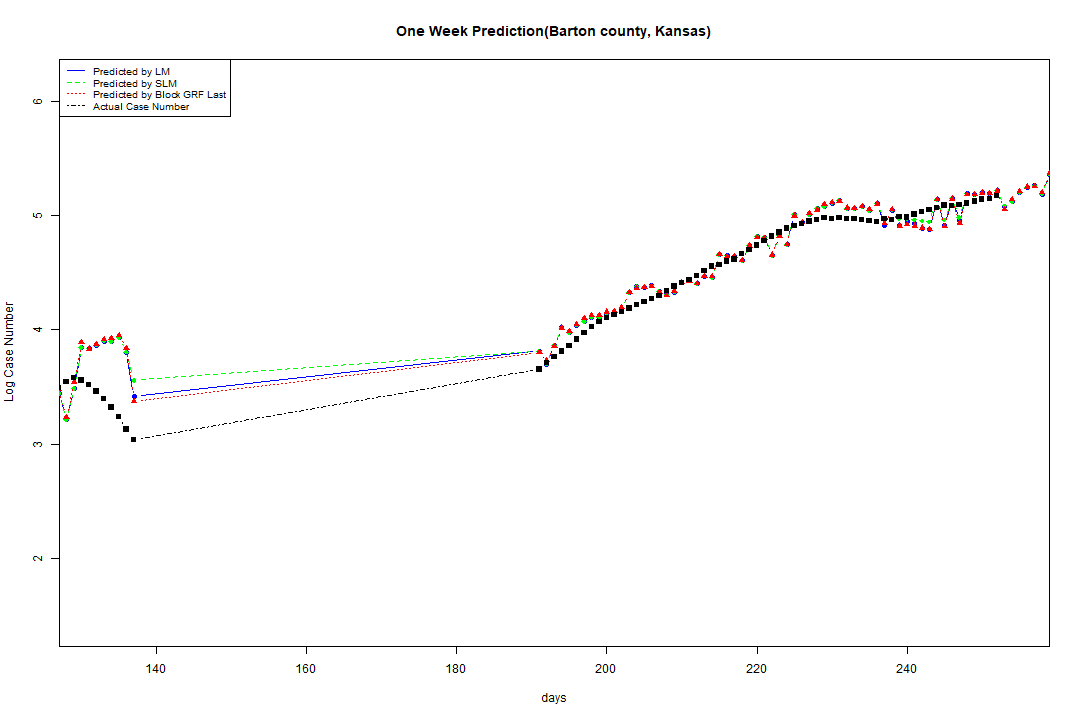 One Week Prediction(Barton county, Kansas)
Predicted by LM
Predicted by SLM
Predicted by Block GRF Last
Actual Case Number
6
5
4
3
2
Log Case Number
140 160 180 200 220 240
days